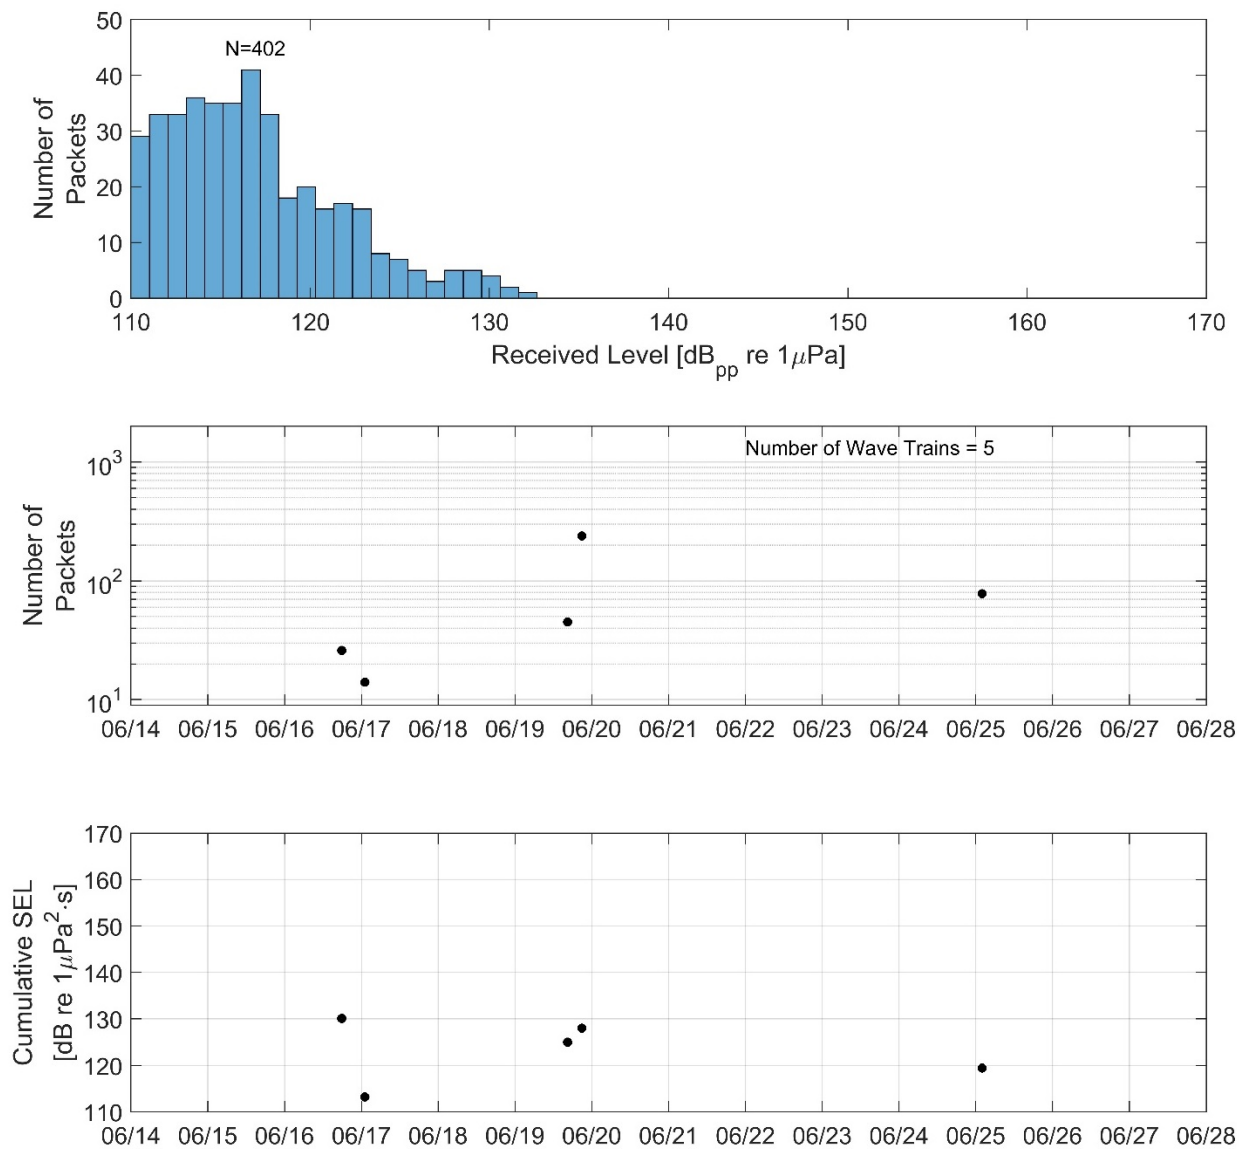 50
N=402
40
30
20
10
0
Number of
Packets
110 120 130 140 150 160 170
Received Level [dBpp re 1μPa]
Number of Wave Trains = 5
10³
10²
10¹
Number of
Packets
06/14 06/15 06/16 06/17 06/18 06/19 06/20 06/21 06/22 06/23 06/24 06/25 06/26 06/27 06/28
170
160
150
140
130
120
110
Cumulative SEL
[dB re 1μPa²·s]
06/14 06/15 06/16 06/17 06/18 06/19 06/20 06/21 06/22 06/23 06/24 06/25 06/26 06/27 06/28